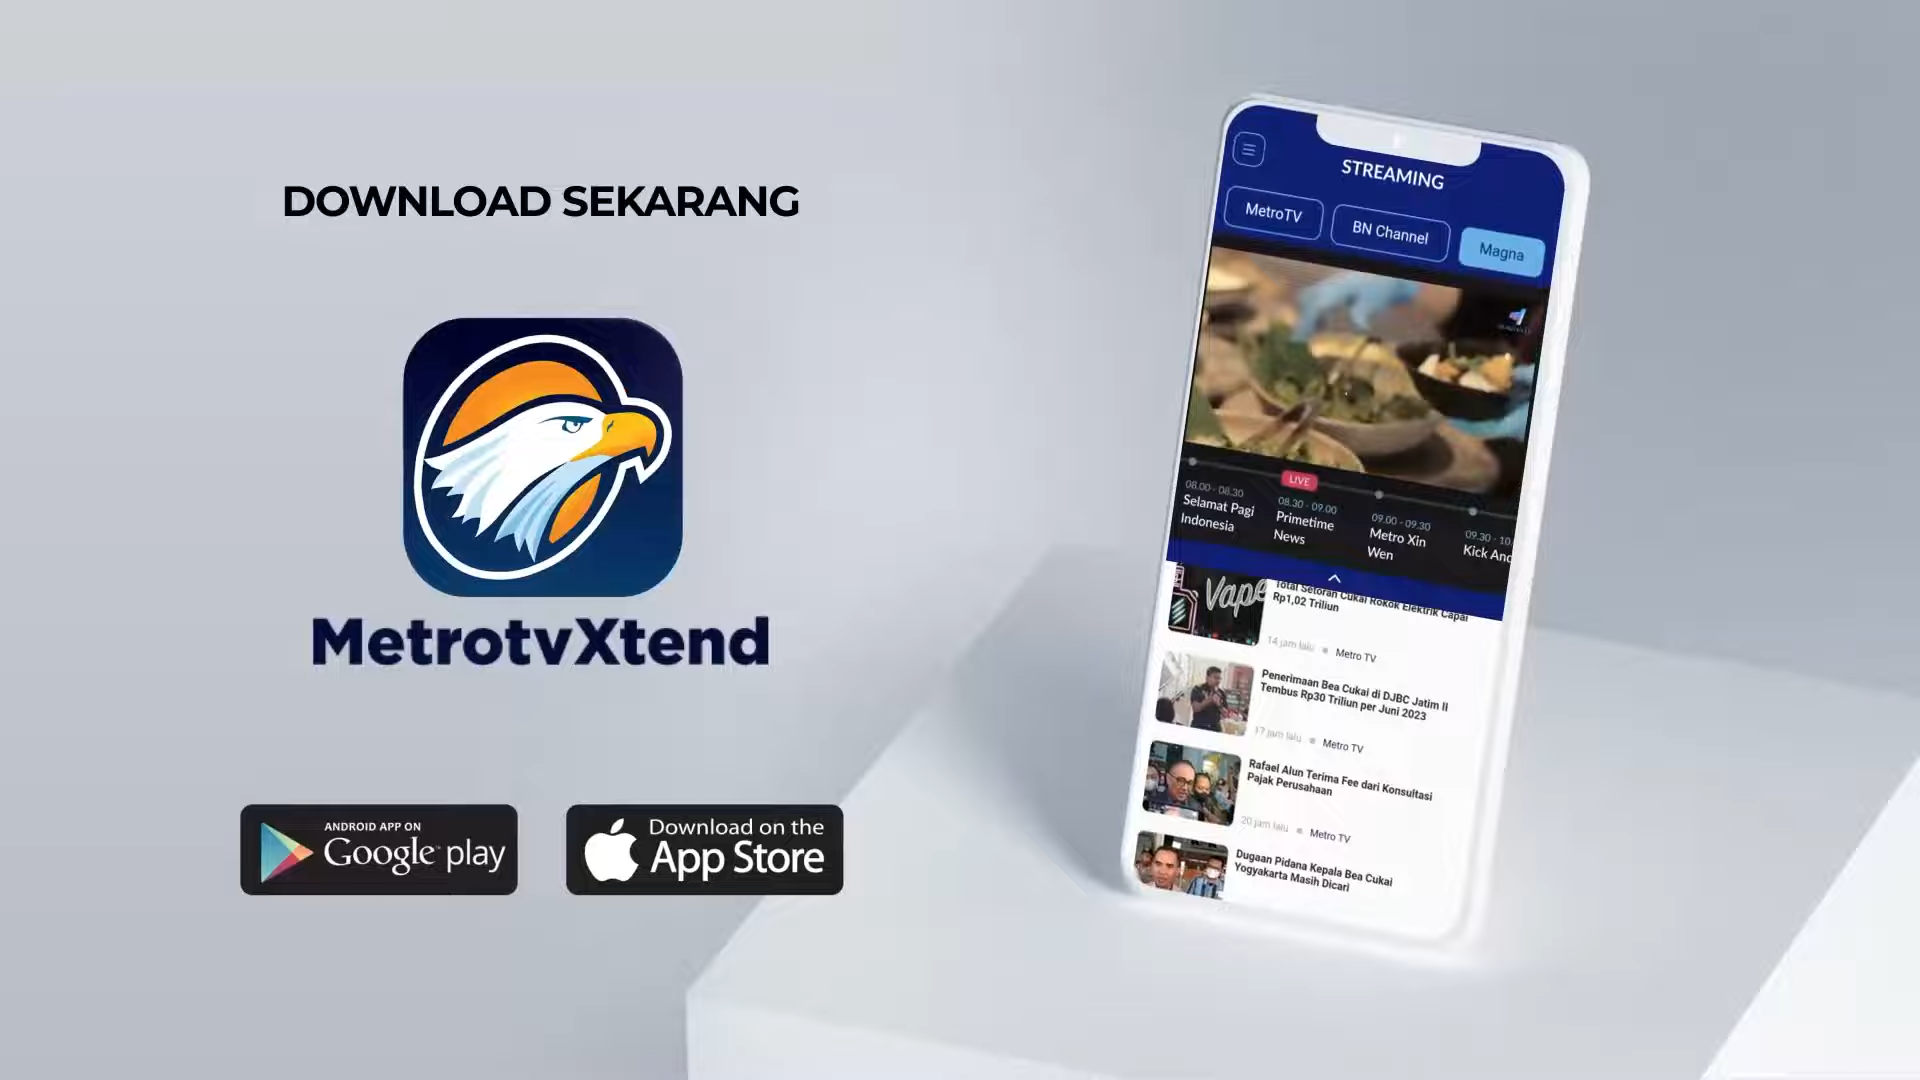 DOWNLOAD SEKARANG
MetrotvXtend
ANDROID APP ON
Google play
Download on the
App Store
STREAMING
MetroTV
BN Channel
Magna
LIVE
08.00 - 08.30
Selamat Pagi
Indonesia
08.30 - 09.00
Primetime
News
09.00 - 09.30
Metro Xin
Wen
09.30 - 10.
Kick And
Vape
Total Setoran Cukai Rokok Elektrik Capai
Rp1,02 Triliun
14 jam lalu
Metro TV
Penerimaan Bea Cukai di DJBC Jatim II
Tembus Rp30 Triliun per Juni 2023
17 jam lalu
Metro TV
Rafael Alun Terima Fee dari Konsultasi
Pajak Perusahaan
20 jam lalu
Metro TV
Dugaan Pidana Kepala Bea Cukai
Yogyakarta Masih Dicari